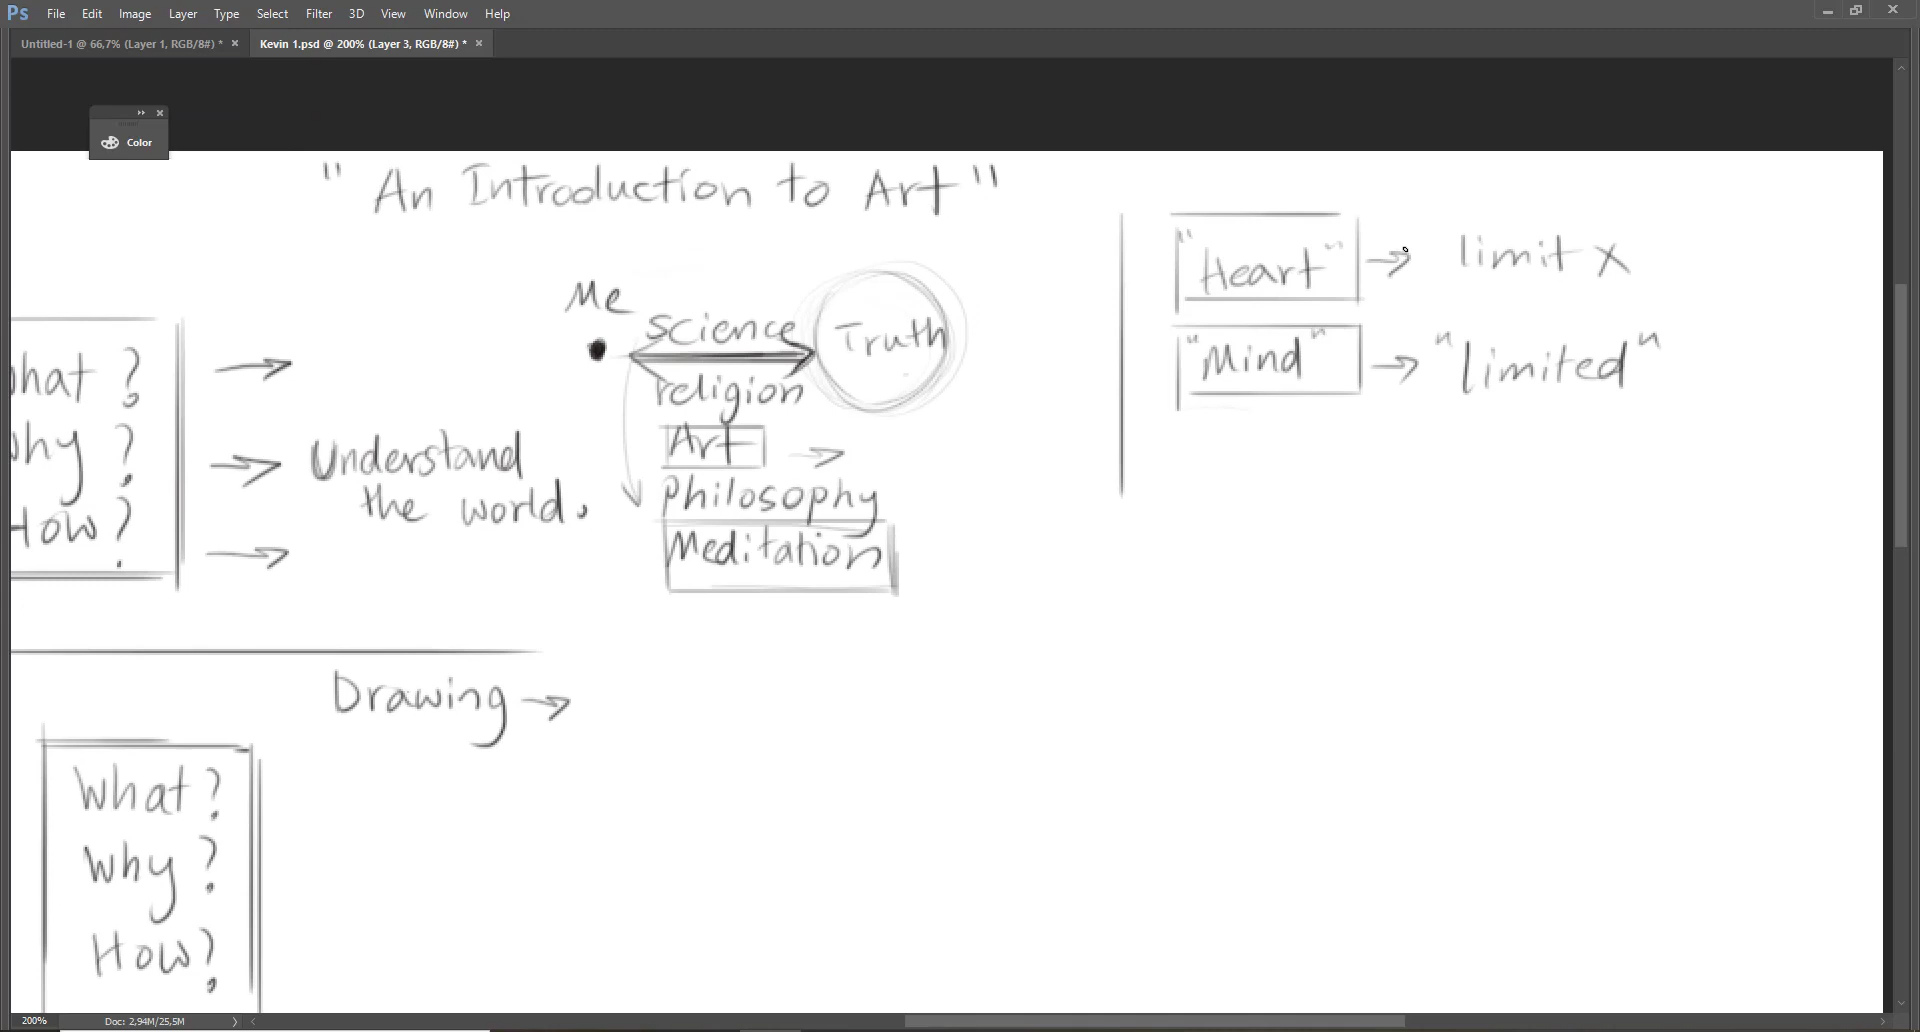 Ps File Edit Image Layer Type Select Filter 3D View Window Help
Untitled-1 @ 66,7% (Layer 1, RGB/8#) * × Kevin 1.psd @ 200% (Layer 3, RGB/8#) * ×
Color
"An Introduction to Art"
What?
Why?
How?
Understand
the world.
Me
Science
Truth
religion
Art
Philosophy
Meditation
"Heart" → limit X
"Mind" → "limited"
Drawing →
What?
Why?
How?
200% Doc: 2,94M/25,5M